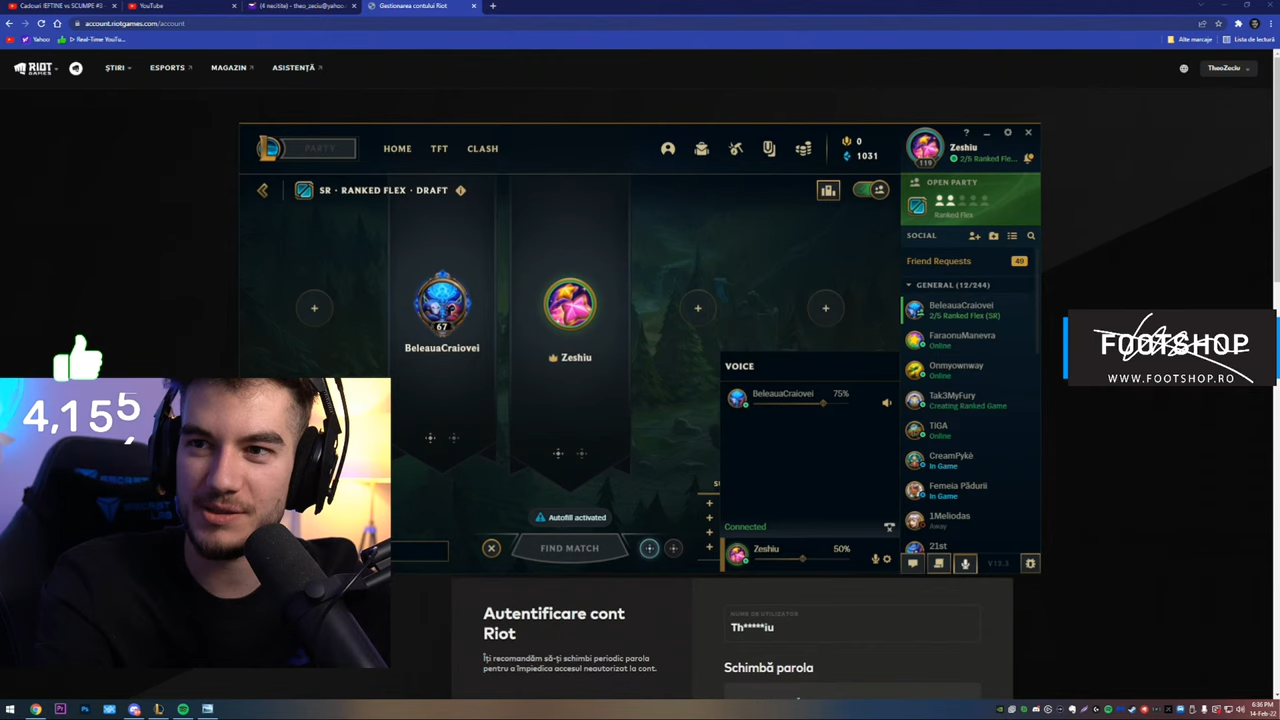 Cadouri IEFTINE vs SCUMPE #3
YouTube
(4 necitite) - theo_zeciu@yahoo
Gestionarea contului Riot
account.riotgames.com/account
Yahoo
Real-Time YouTu...
Alte marcaje
Lista de lectură
RIOT GAMES
ȘTIRI
ESPORTS
MAGAZIN
ASISTENȚĂ
TheoZeciu
PARTY
HOME
TFT
CLASH
0
1031
119
Zeshiu
2/5 Ranked Fle...
SR · RANKED FLEX · DRAFT
OPEN PARTY
Ranked Flex
SOCIAL
Friend Requests
49
GENERAL (12/244)
BeleauaCraiovei
2/5 Ranked Flex (SR)
FaraonuManevra
Online
Onmyownway
Online
Tak3MyFury
Creating Ranked Game
TIGA
Online
CreamPykė
In Game
Femeia Pădurii
In Game
1Meliodas
Away
21st
67
BeleauaCraiovei
Zeshiu
VOICE
BeleauaCraiovei
75%
Connected
Zeshiu
50%
Autofill activated
FIND MATCH
V12.3
4,155
FOOTSHOP
WWW.FOOTSHOP.RO
Autentificare cont
Riot
Îți recomandăm să-ți schimbi periodic parola
pentru a împiedica accesul neautorizat la cont.
NUME DE UTILIZATOR
Th*****iu
Schimbă parola
6:36 PM
14-Feb-22